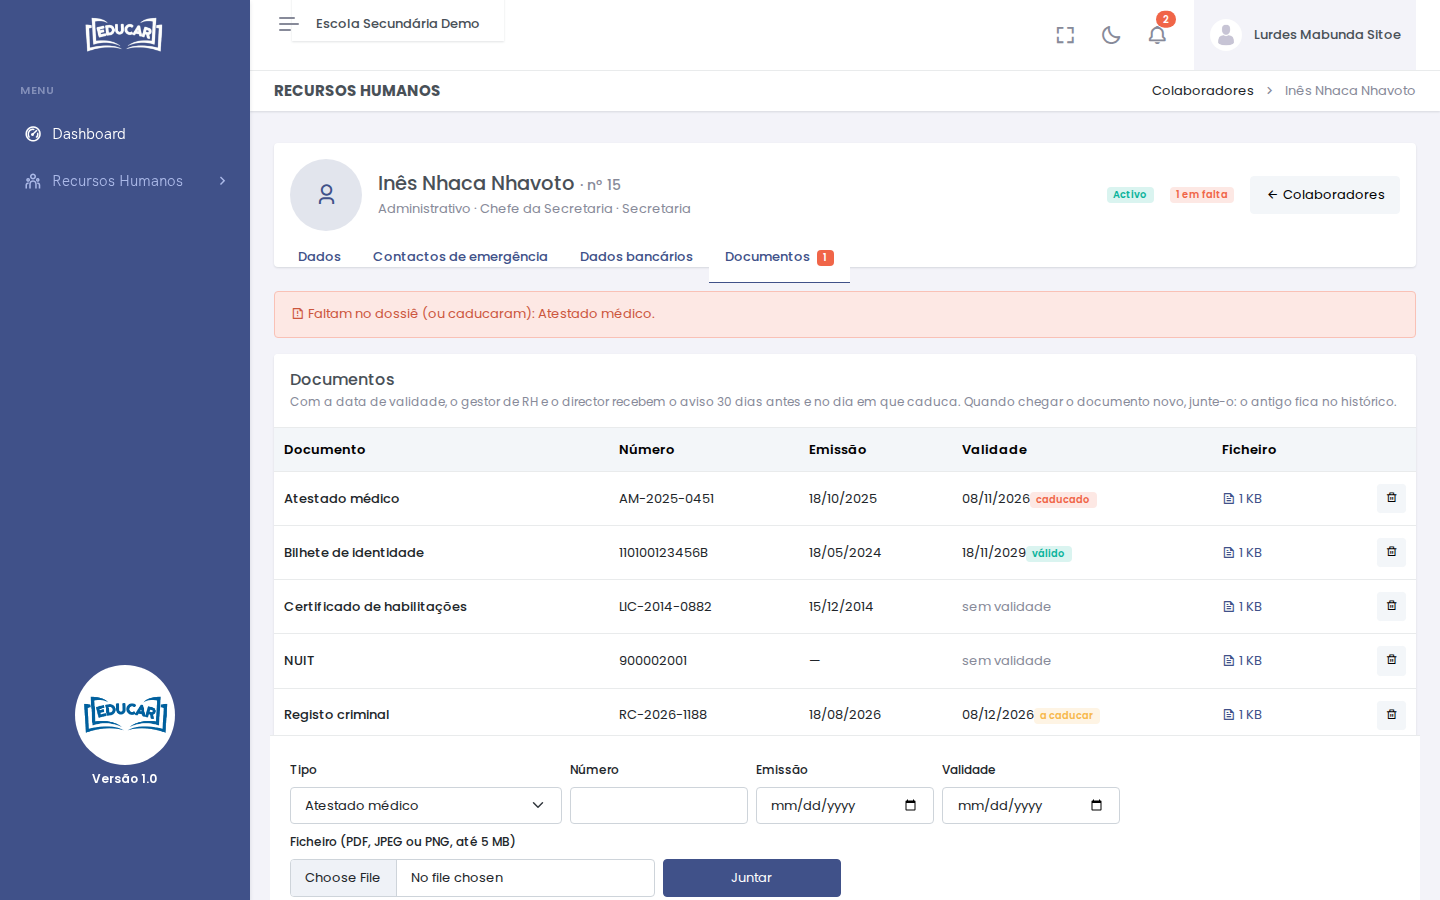 EDUCAR
Escola Secundária Demo
2
Lurdes Mabunda Sitoe
MENU
Dashboard
Recursos Humanos
RECURSOS HUMANOS
Colaboradores > Inês Nhaca Nhavoto
Inês Nhaca Nhavoto · nº 15
Administrativo · Chefe da Secretaria · Secretaria
Activo
1 em falta
← Colaboradores
Dados
Contactos de emergência
Dados bancários
Documentos 1
Faltam no dossiê (ou caducaram): Atestado médico.
Documentos
Com a data de validade, o gestor de RH e o director recebem o aviso 30 dias antes e no dia em que caduca. Quando chegar o documento novo, junte-o: o antigo fica no histórico.
Documento Número Emissão Validade Ficheiro
Atestado médico AM-2025-0451 18/10/2025 08/11/2026 caducado 1 KB
Bilhete de identidade 110100123456B 18/05/2024 18/11/2029 válido 1 KB
Certificado de habilitações LIC-2014-0882 15/12/2014 sem validade 1 KB
NUIT 900002001 — sem validade 1 KB
Registo criminal RC-2026-1188 18/08/2026 08/12/2026 a caducar 1 KB
Tipo Número Emissão Validade
Atestado médico mm/dd/yyyy mm/dd/yyyy
Ficheiro (PDF, JPEG ou PNG, até 5 MB)
Choose File No file chosen
Juntar
EDUCAR
Versão 1.0